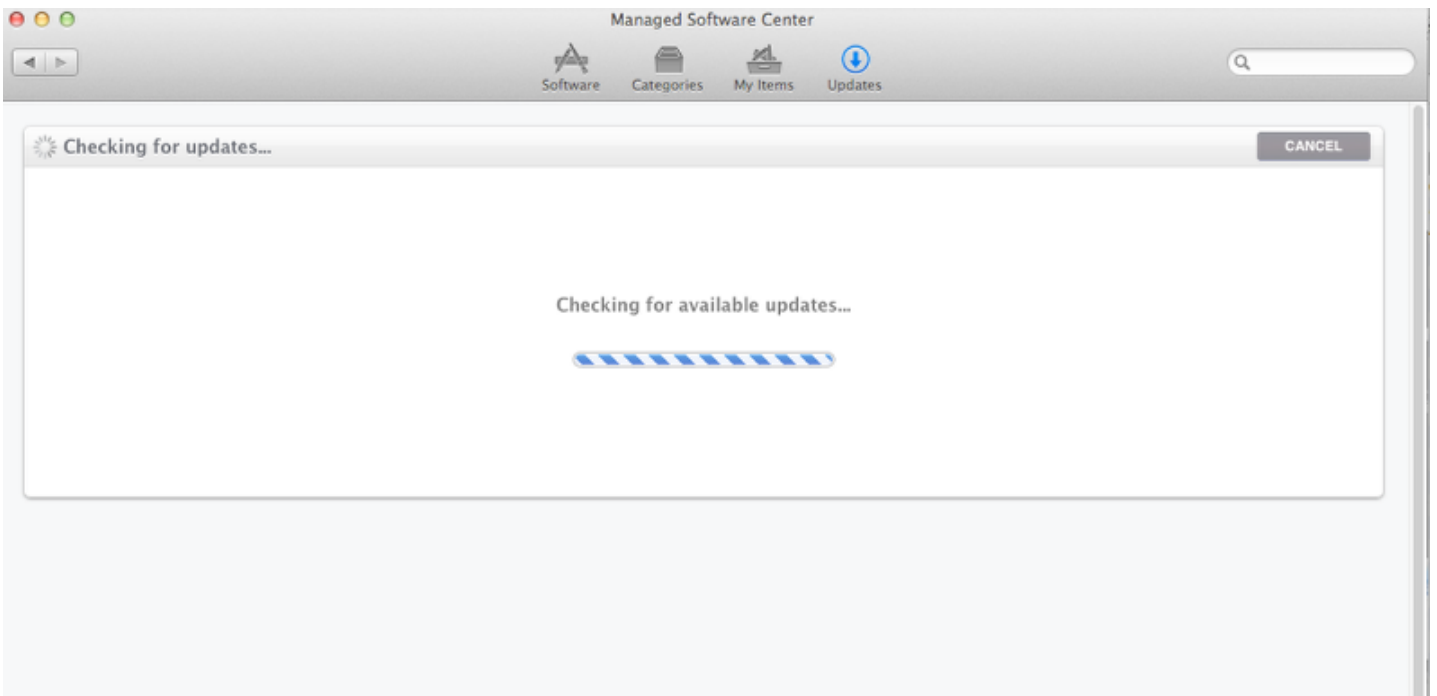 Managed Software Center
Software Categories My Items Updates
Checking for updates... CANCEL
Checking for available updates...